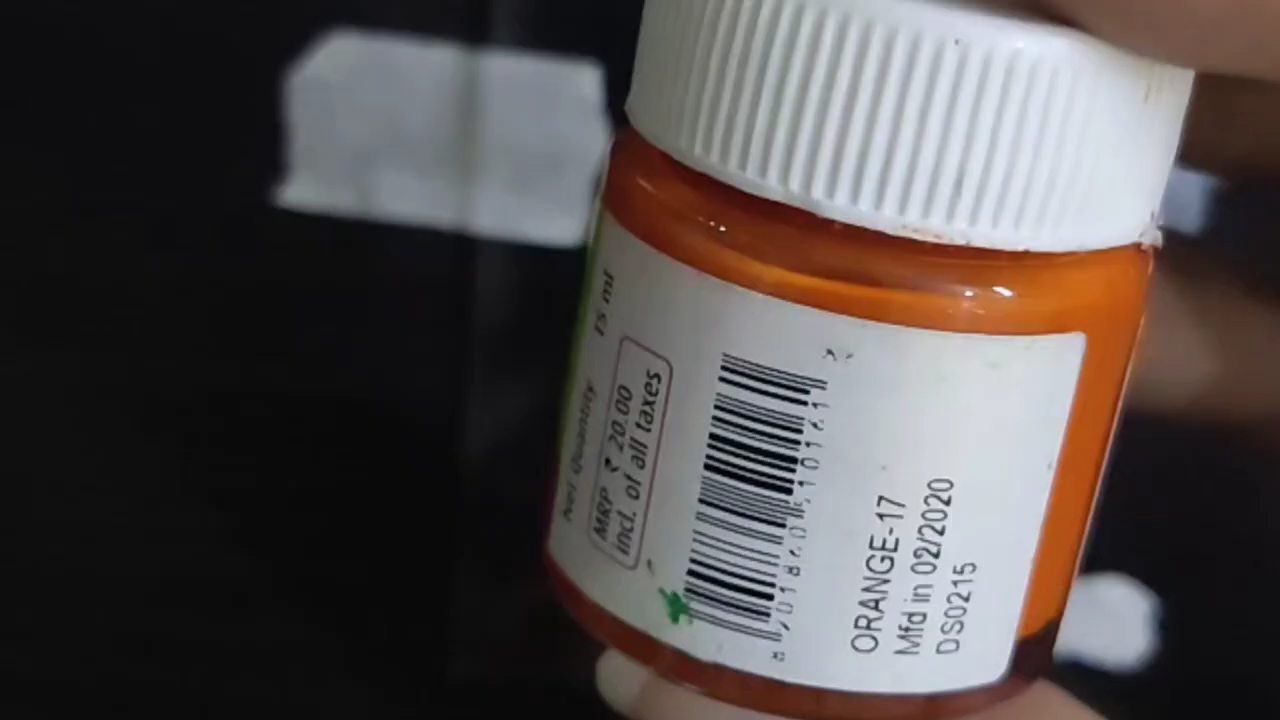 Net Quantity 15 ml
MRP ₹ 20.00
incl. of all taxes
ORANGE-17
Mfd in 02/2020
DS0215